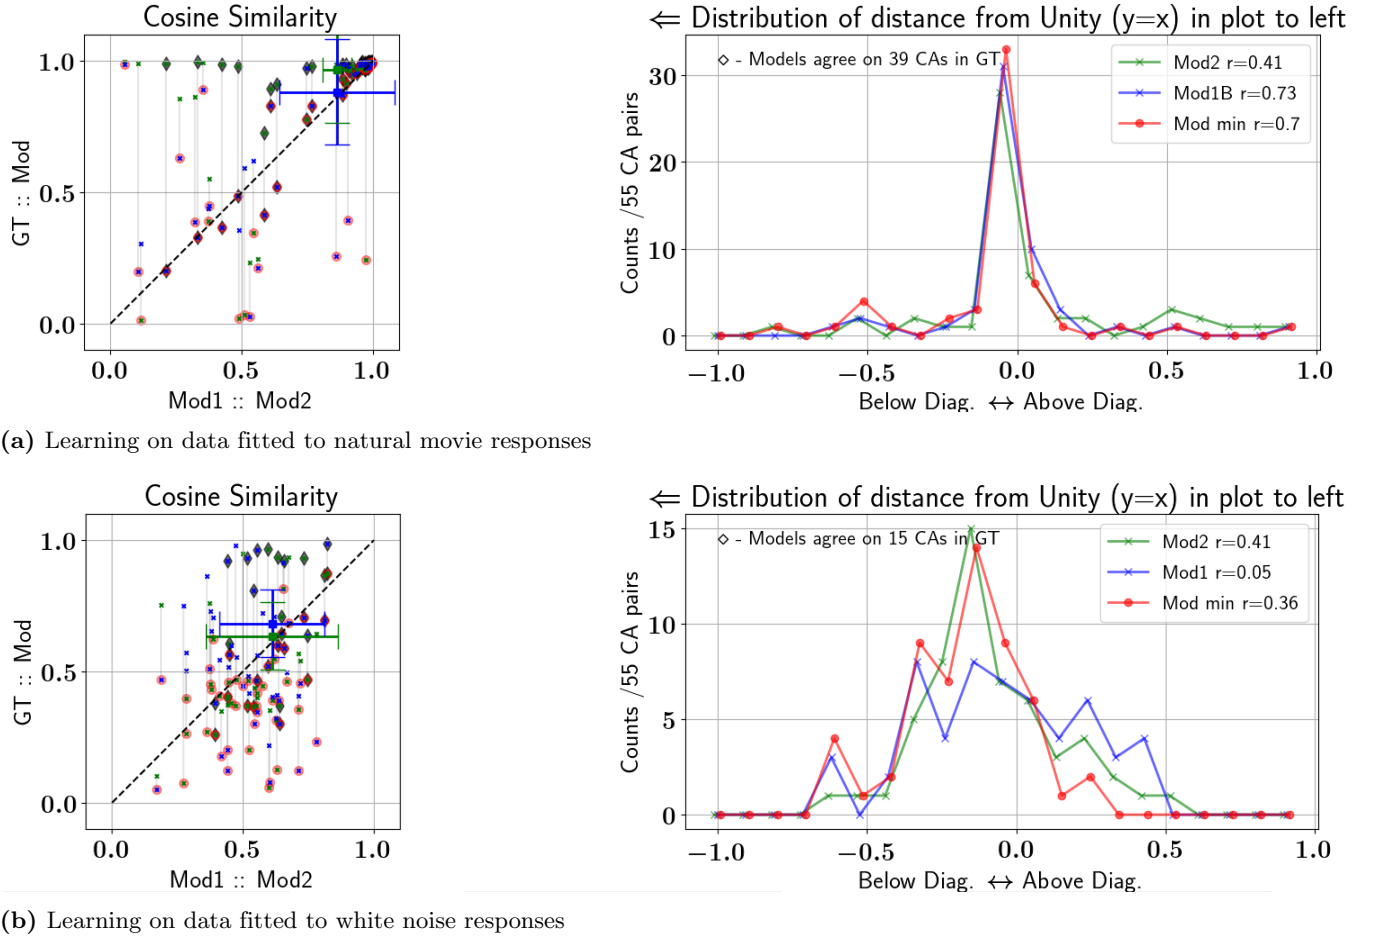 Cosine Similarity
⇐ Distribution of distance from Unity (y=x) in plot to left
GT :: Mod
1.0
0.5
0.0
0.0 0.5 1.0
Mod1 :: Mod2
Counts /55 CA pairs
30
20
10
0
◇ - Models agree on 39 CAs in GT
Mod2 r=0.41
Mod1B r=0.73
Mod min r=0.7
−1.0 −0.5 0.0 0.5 1.0
Below Diag. ↔ Above Diag.
(a) Learning on data fitted to natural movie responses
Cosine Similarity
⇐ Distribution of distance from Unity (y=x) in plot to left
GT :: Mod
1.0
0.5
0.0
0.0 0.5 1.0
Mod1 :: Mod2
Counts /55 CA pairs
15
10
5
0
◇ - Models agree on 15 CAs in GT
Mod2 r=0.41
Mod1 r=0.05
Mod min r=0.36
−1.0 −0.5 0.0 0.5 1.0
Below Diag. ↔ Above Diag.
(b) Learning on data fitted to white noise responses